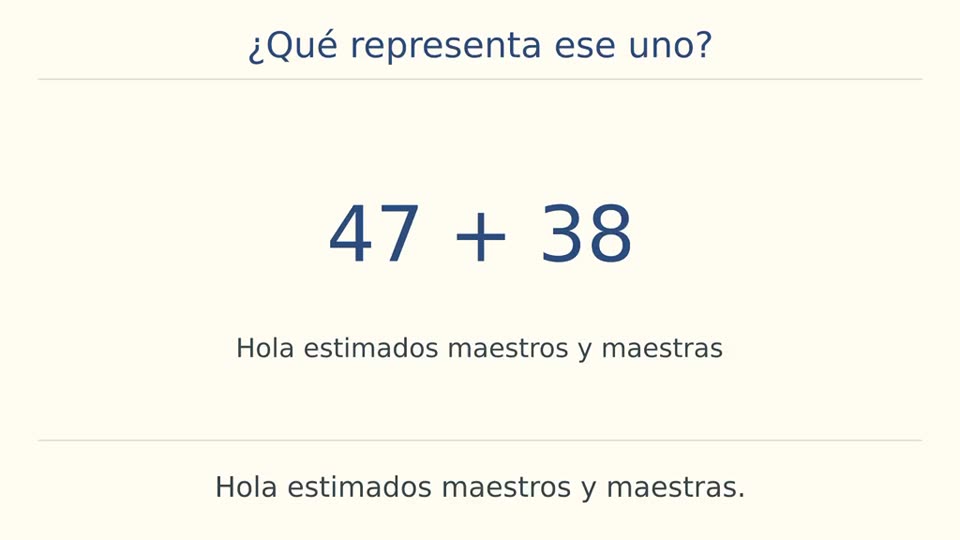 ¿Qué representa ese uno?
47 + 38
Hola estimados maestros y maestras
Hola estimados maestros y maestras.